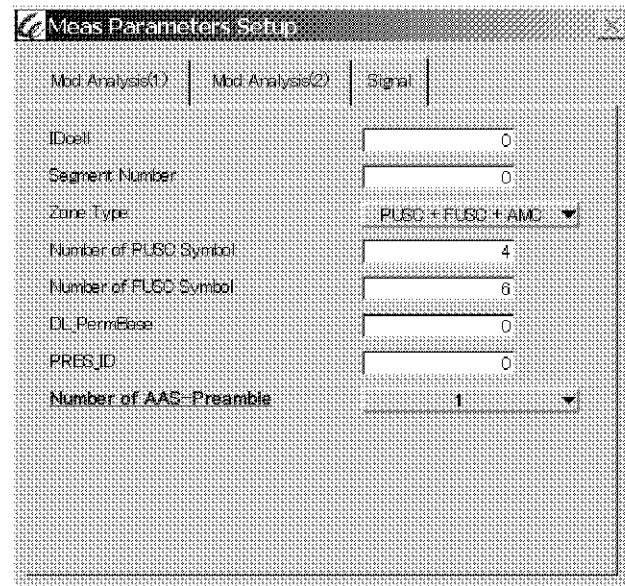 Meas Parameters Setup
Mod Analysis(1) Mod Analysis(2) Signal
IDcell 0
Segment Number 0
Zone Type PUSC + FUSC + AMC
Number of PUSC Symbol 4
Number of FUSC Symbol 6
DL_PermBase 0
PRBS_ID 0
Number of AAS-Preamble 1